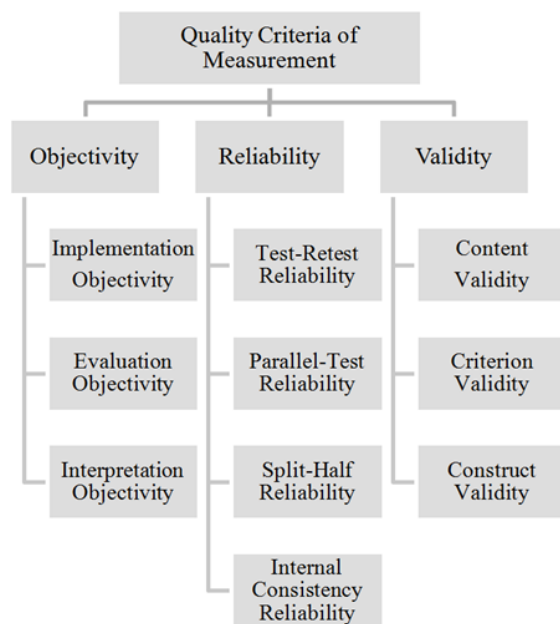 Quality Criteria of
Measurement
Objectivity
Reliability
Validity
Implementation
Objectivity
Evaluation
Objectivity
Interpretation
Objectivity
Test-Retest
Reliability
Parallel-Test
Reliability
Split-Half
Reliability
Internal
Consistency
Reliability
Content
Validity
Criterion
Validity
Construct
Validity